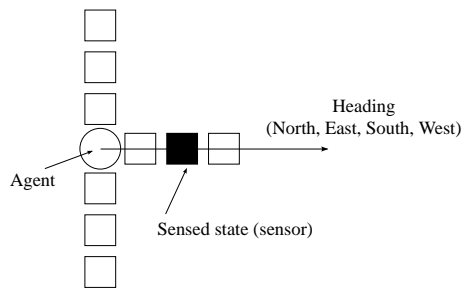 Heading
(North, East, South, West)
Agent
Sensed state (sensor)